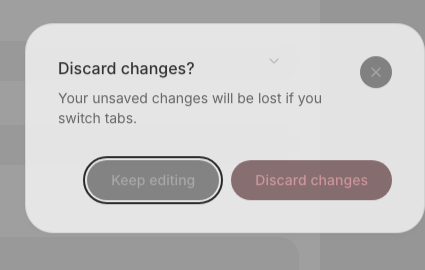 Discard changes?
Your unsaved changes will be lost if you
switch tabs.
Keep editing
Discard changes